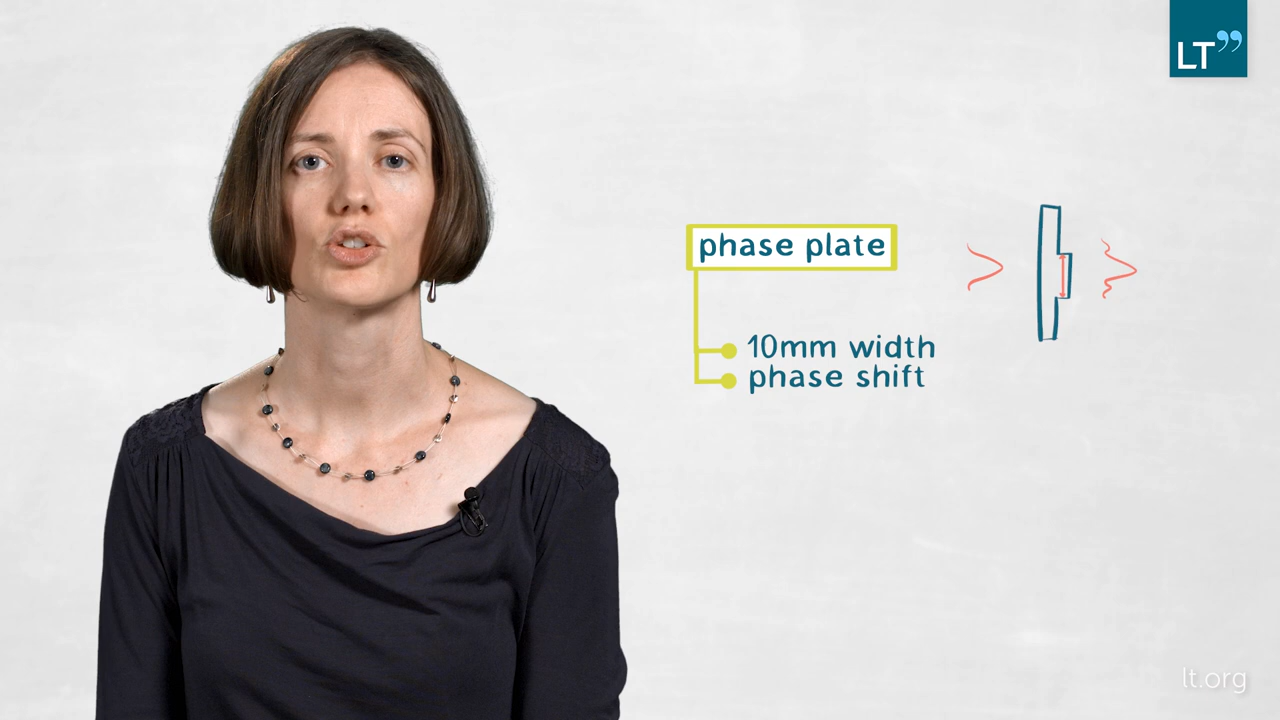 LT”
phase plate
10mm width
phase shift
lt.org